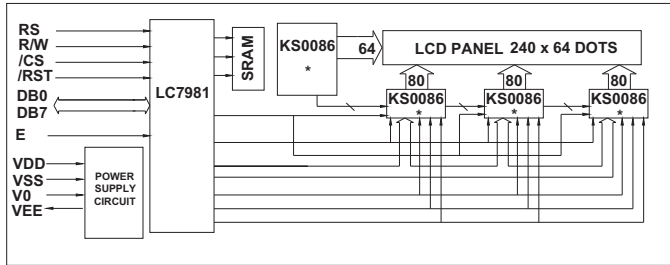 RS
R/W
/CS
/RST
DB0
DB7
E
VDD
VSS
V0
VEE
POWER
SUPPLY
CIRCUIT
LC7981
SRAM
KS0086
*
64
LCD PANEL 240 x 64 DOTS
80
80
80
KS0086
*
KS0086
*
KS0086
*